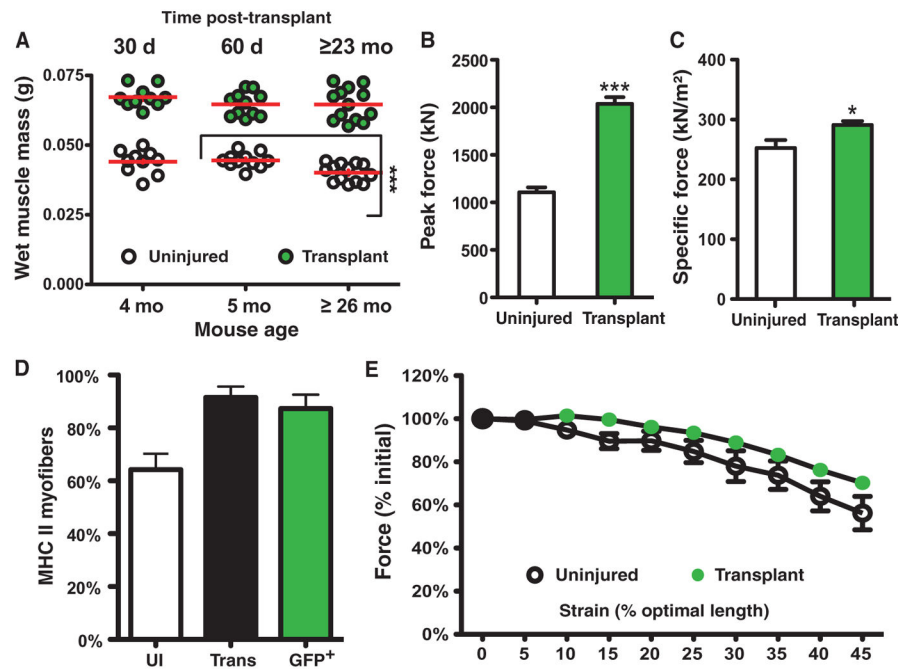 Time post-transplant
A
30 d 60 d ≥23 mo
Wet muscle mass (g)
0.075
0.050
0.025
0.000
***
Uninjured Transplant
4 mo 5 mo ≥ 26 mo
Mouse age
B
Peak force (kN)
2500
2000
1500
1000
500
0
***
Uninjured Transplant
C
Specific force (kN/m²)
400
300
200
100
0
*
Uninjured Transplant
D
MHC II myofibers
100%
80%
60%
40%
20%
0%
UI Trans GFP⁺
E
Force (% initial)
120%
100%
80%
60%
40%
20%
0%
Uninjured Transplant
Strain (% optimal length)
0 5 10 15 20 25 30 35 40 45